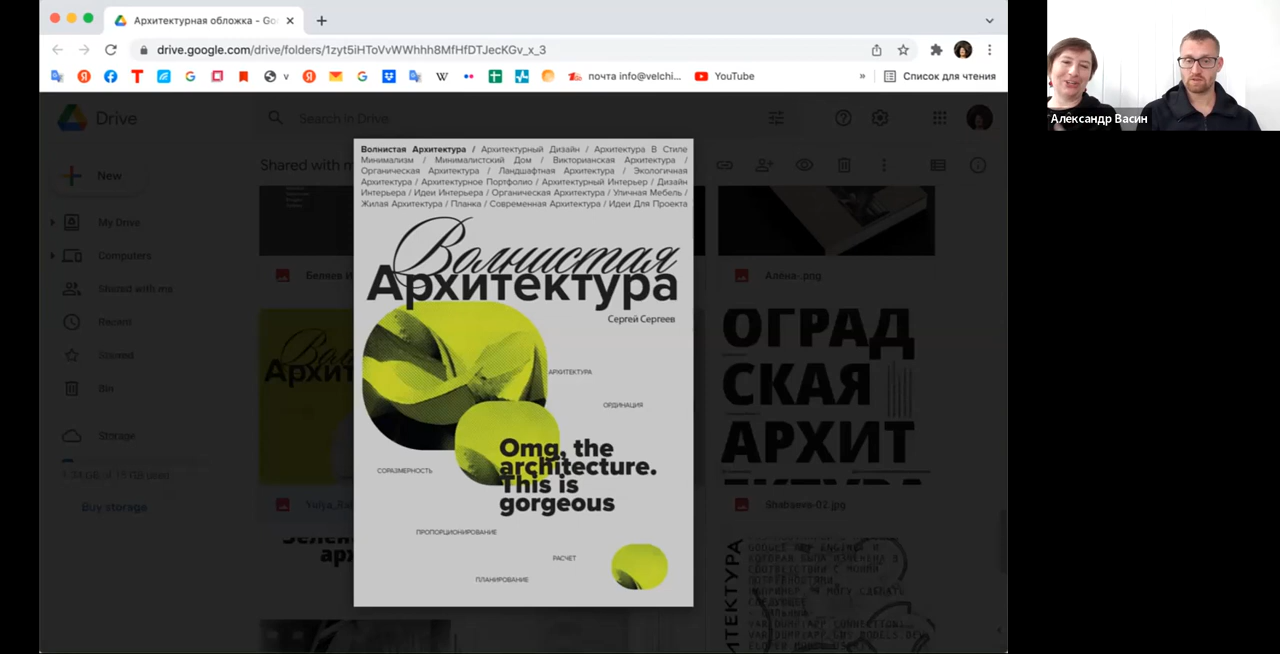 Архитектурная обложка - Go
drive.google.com/drive/folders/1zyt5iHToVvWWhhh8MfHfDTJecKGv_x_3
v
почта info@velchi...
YouTube
»
Список для чтения
Александр Васин
Drive
Search in Drive
Shared with m
New
My Drive
Computers
Shared with me
Recent
Starred
Bin
Storage
Buy storage
Волнистая Архитектура / Архитектурный Дизайн / Архитектура В Стиле
Минимализм / Минималистский Дом / Викторианская Архитектура /
Органическая Архитектура / Ландшафтная Архитектура / Экологичная
Архитектура / Архитектурное Портфолио / Архитектурный Интерьер / Дизайн
Интерьера / Идеи Интерьера / Органическая Архитектура / Уличная Мебель /
Жилая Архитектура / Планка / Современная Архитектура / Идеи Для Проекта
Волнистая
Архитектура
Сергей Сергеев
АРХИТЕКТУРА
ОРДИНАЦИЯ
Omg, the
architecture.
This is
gorgeous
СОРАЗМЕРНОСТЬ
ПРОПОРЦИОНИРОВАНИЕ
РАСЧЕТ
ПЛАНИРОВАНИЕ
Беляев И
Алёна-.png
Архит
ОГРАД
СКАЯ
АРХИТ
Shabaeva-02.jpg
арх
ИТЕКТУРА